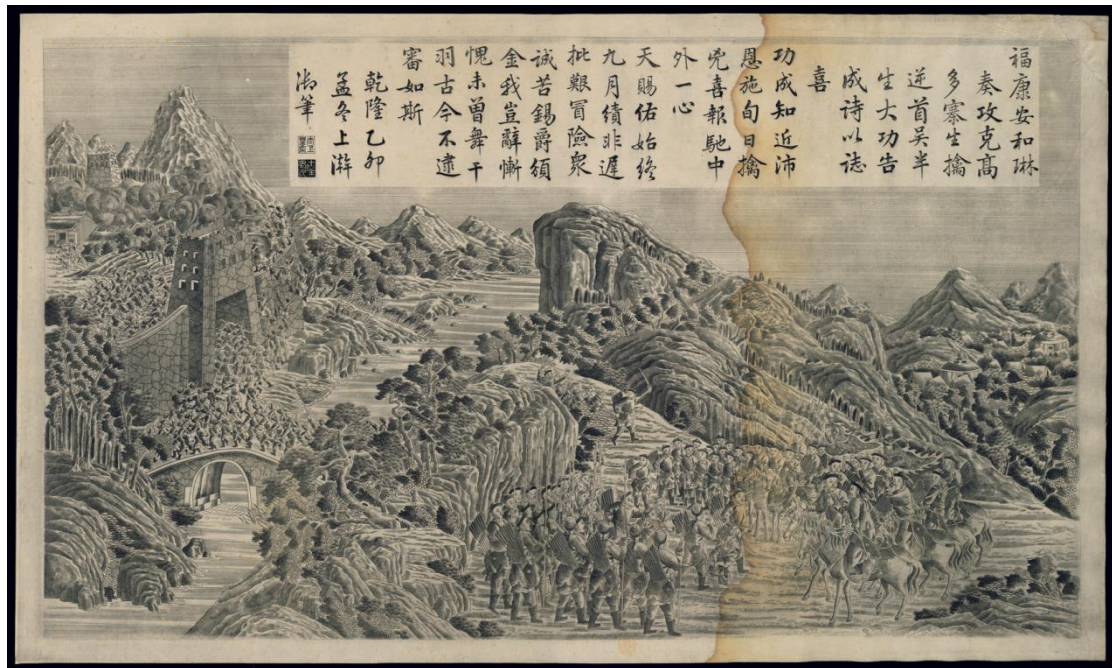 福康安和琳
奏攻克高
多寨生擒
逆首吳半
生大功告
成詩以誌
喜
功成知近沛
恩施旬日擒
兇喜報馳中
外一心
天賜佑始終
九月績非遲
批艱冒險衆
誠苦錫爵頒
金我豈辭慚
愧未曾舞干
羽古今不逮
審如斯
乾隆乙卯
孟冬上澣
御筆